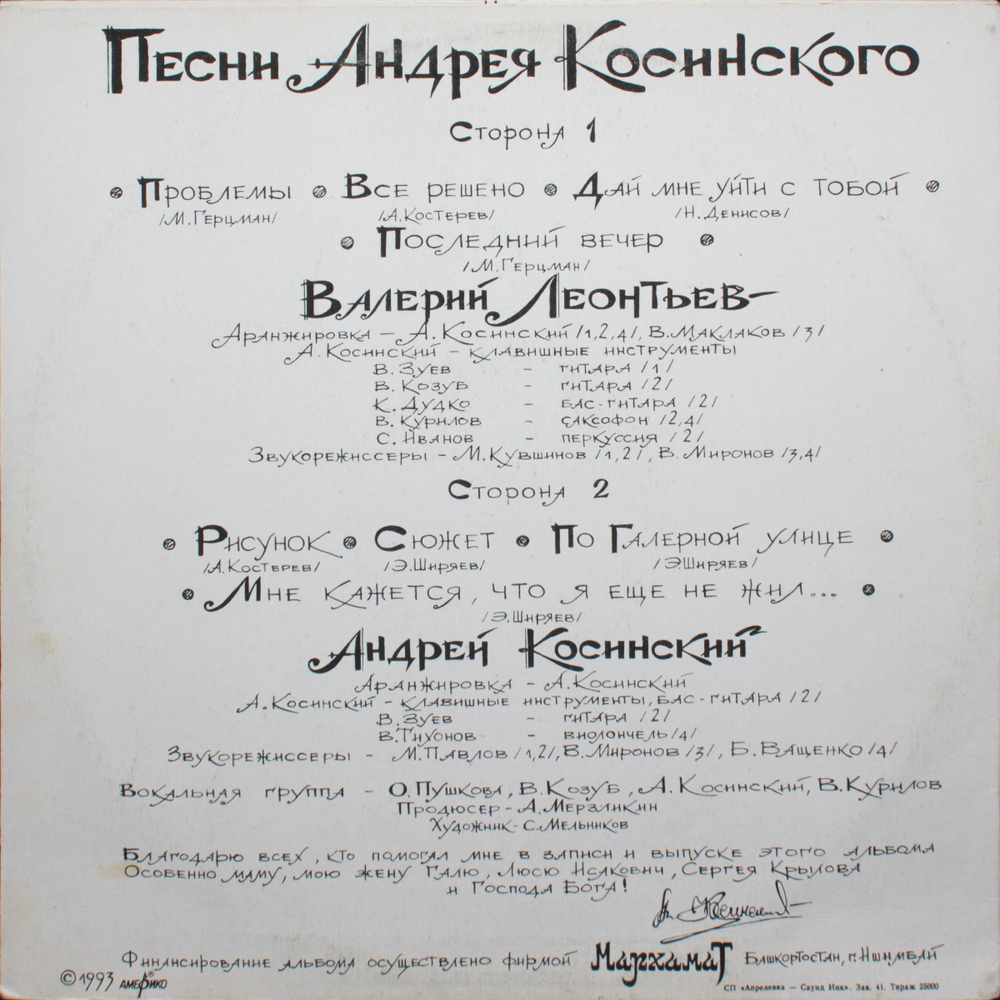 Песни Андрея Косинского
Сторона 1
Проблемы Все решено Дай мне уйти с тобой
/М.Герцман/ /А.Костерев/ /Н.Денисов/
Последний вечер
/М.Герцман/
Валерий Леонтьев
Аранжировка – А.Косинский /1,2,4/, В.Маклаков /3/
А.Косинский – клавишные инструменты
В.Зуев – гитара /1/
В.Козуб – гитара /2/
К.Дудко – бас-гитара /2/
В.Курилов – саксофон /2,4/
С.Иванов – перкуссия /2/
Звукорежиссеры – М.Кувшинов /1,2/, В.Миронов /3,4/
Сторона 2
Рисунок Сюжет По Галерной улице
/А.Костерев/ /Э.Ширяев/ /Э.Ширяев/
Мне кажется, что я еще не жил...
/Э.Ширяев/
Андрей Косинский
Аранжировка – А.Косинский
А.Косинский – клавишные инструменты, бас-гитара /2/
В.Зуев – гитара /2/
В.Тихонов – виолончель /4/
Звукорежиссеры – М.Павлов /1,2/, В.Миронов /3/, Б.Ващенко /4/
Вокальная группа – О.Пушкова, В.Козуб, А.Косинский, В.Курилов
Продюсер – А.Мерзликин
Художник – С.Мельников
Благодарю всех, кто помогал мне в записи и выпуске этого альбома
Особенно маму, мою жену Галю, Люсю Исакович, Сергея Крылова
и Господа Бога!
Финансирование альбома осуществлено фирмой Мархамат Башкортостан, г.Ишимбай
©1993 Америко
СП «Апрелевка – Саунд Инк». Зак. 41. Тираж 25000